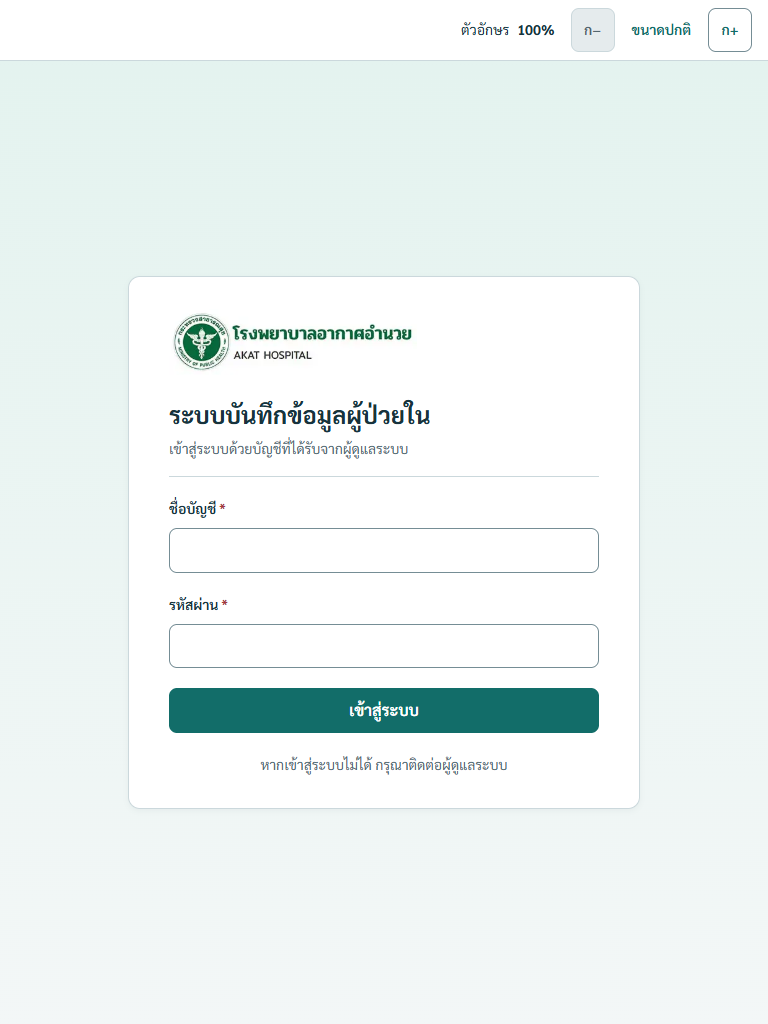 ตัวอักษร 100% ก− ขนาดปกติ ก+
โรงพยาบาลอากาศอำนวย
AKAT HOSPITAL
ระบบบันทึกข้อมูลผู้ป่วยใน
เข้าสู่ระบบด้วยบัญชีที่ได้รับจากผู้ดูแลระบบ
ชื่อบัญชี *
รหัสผ่าน *
เข้าสู่ระบบ
หากเข้าสู่ระบบไม่ได้ กรุณาติดต่อผู้ดูแลระบบ